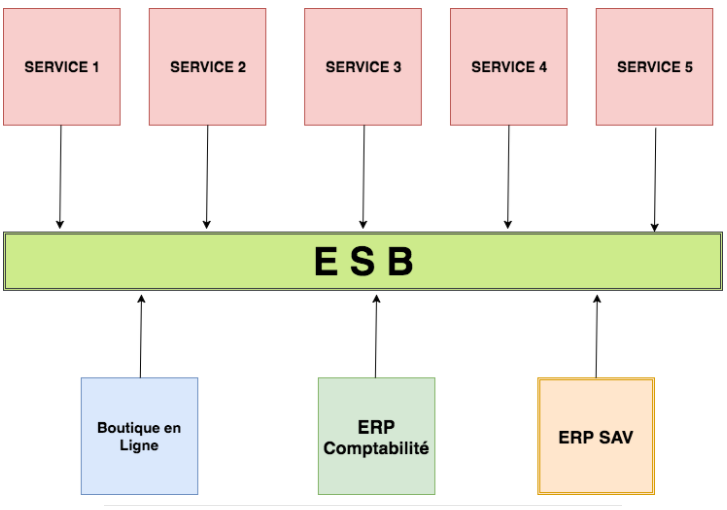 SERVICE 1
SERVICE 2
SERVICE 3
SERVICE 4
SERVICE 5
E S B
Boutique en
Ligne
ERP
Comptabilité
ERP SAV